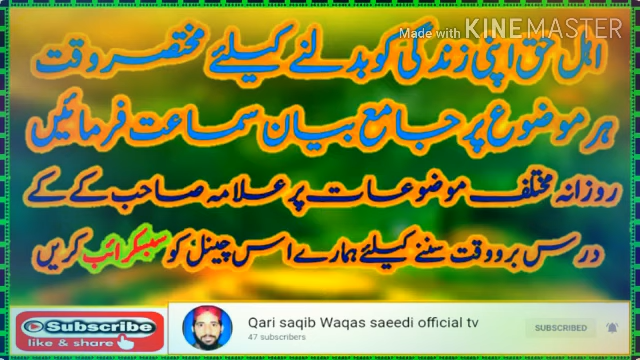 Made with KINEMASTER
اہل حق اپنی زندگی کو بدلنے کیلئے مختصر وقت
ہر موضوع پر جامع بیان سماعت فرمائیں
روزانہ مختلف موضوعات پر علامہ صاحب کے کے
درس بروقت سننے کیلئے ہمارے اس چینل کو سبسکرائب کریں
Subscribe
like & share
Qari saqib Waqas saeedi official tv
47 subscribers
SUBSCRIBED